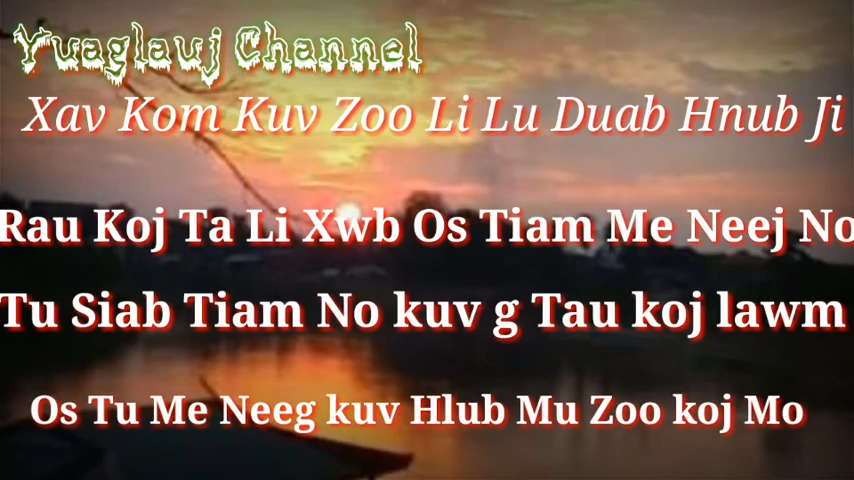 Yuaglauj Channel
Xav Kom Kuv Zoo Li Lu Duab Hnub Ji
Rau Koj Ta Li Xwb Os Tiam Me Neej No
Tu Siab Tiam No kuv g Tau koj lawm
Os Tu Me Neeg kuv Hlub Mu Zoo koj Mo